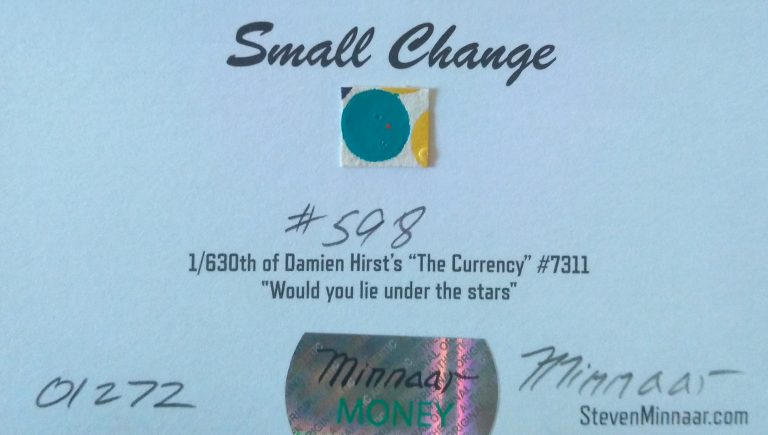 Small Change
#598
1/630th of Damien Hirst's “The Currency” #7311
"Would you lie under the stars"
01272
Minnaar
MONEY
Minnaar
StevenMinnaar.com